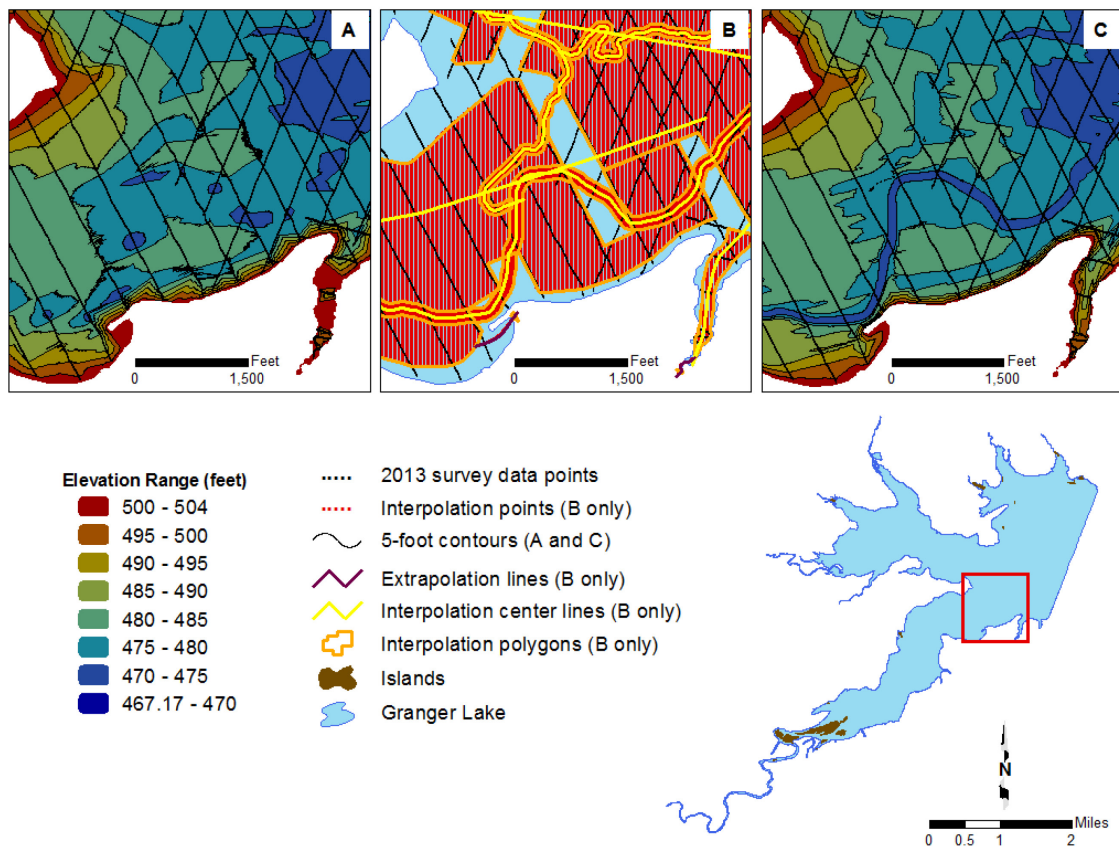 A
B
C
Feet
0 1,500
Feet
0 1,500
Feet
0 1,500
Elevation Range (feet)
500 - 504
495 - 500
490 - 495
485 - 490
480 - 485
475 - 480
470 - 475
467.17 - 470
2013 survey data points
Interpolation points (B only)
5-foot contours (A and C)
Extrapolation lines (B only)
Interpolation center lines (B only)
Interpolation polygons (B only)
Islands
Granger Lake
N
Miles
0 0.5 1 2